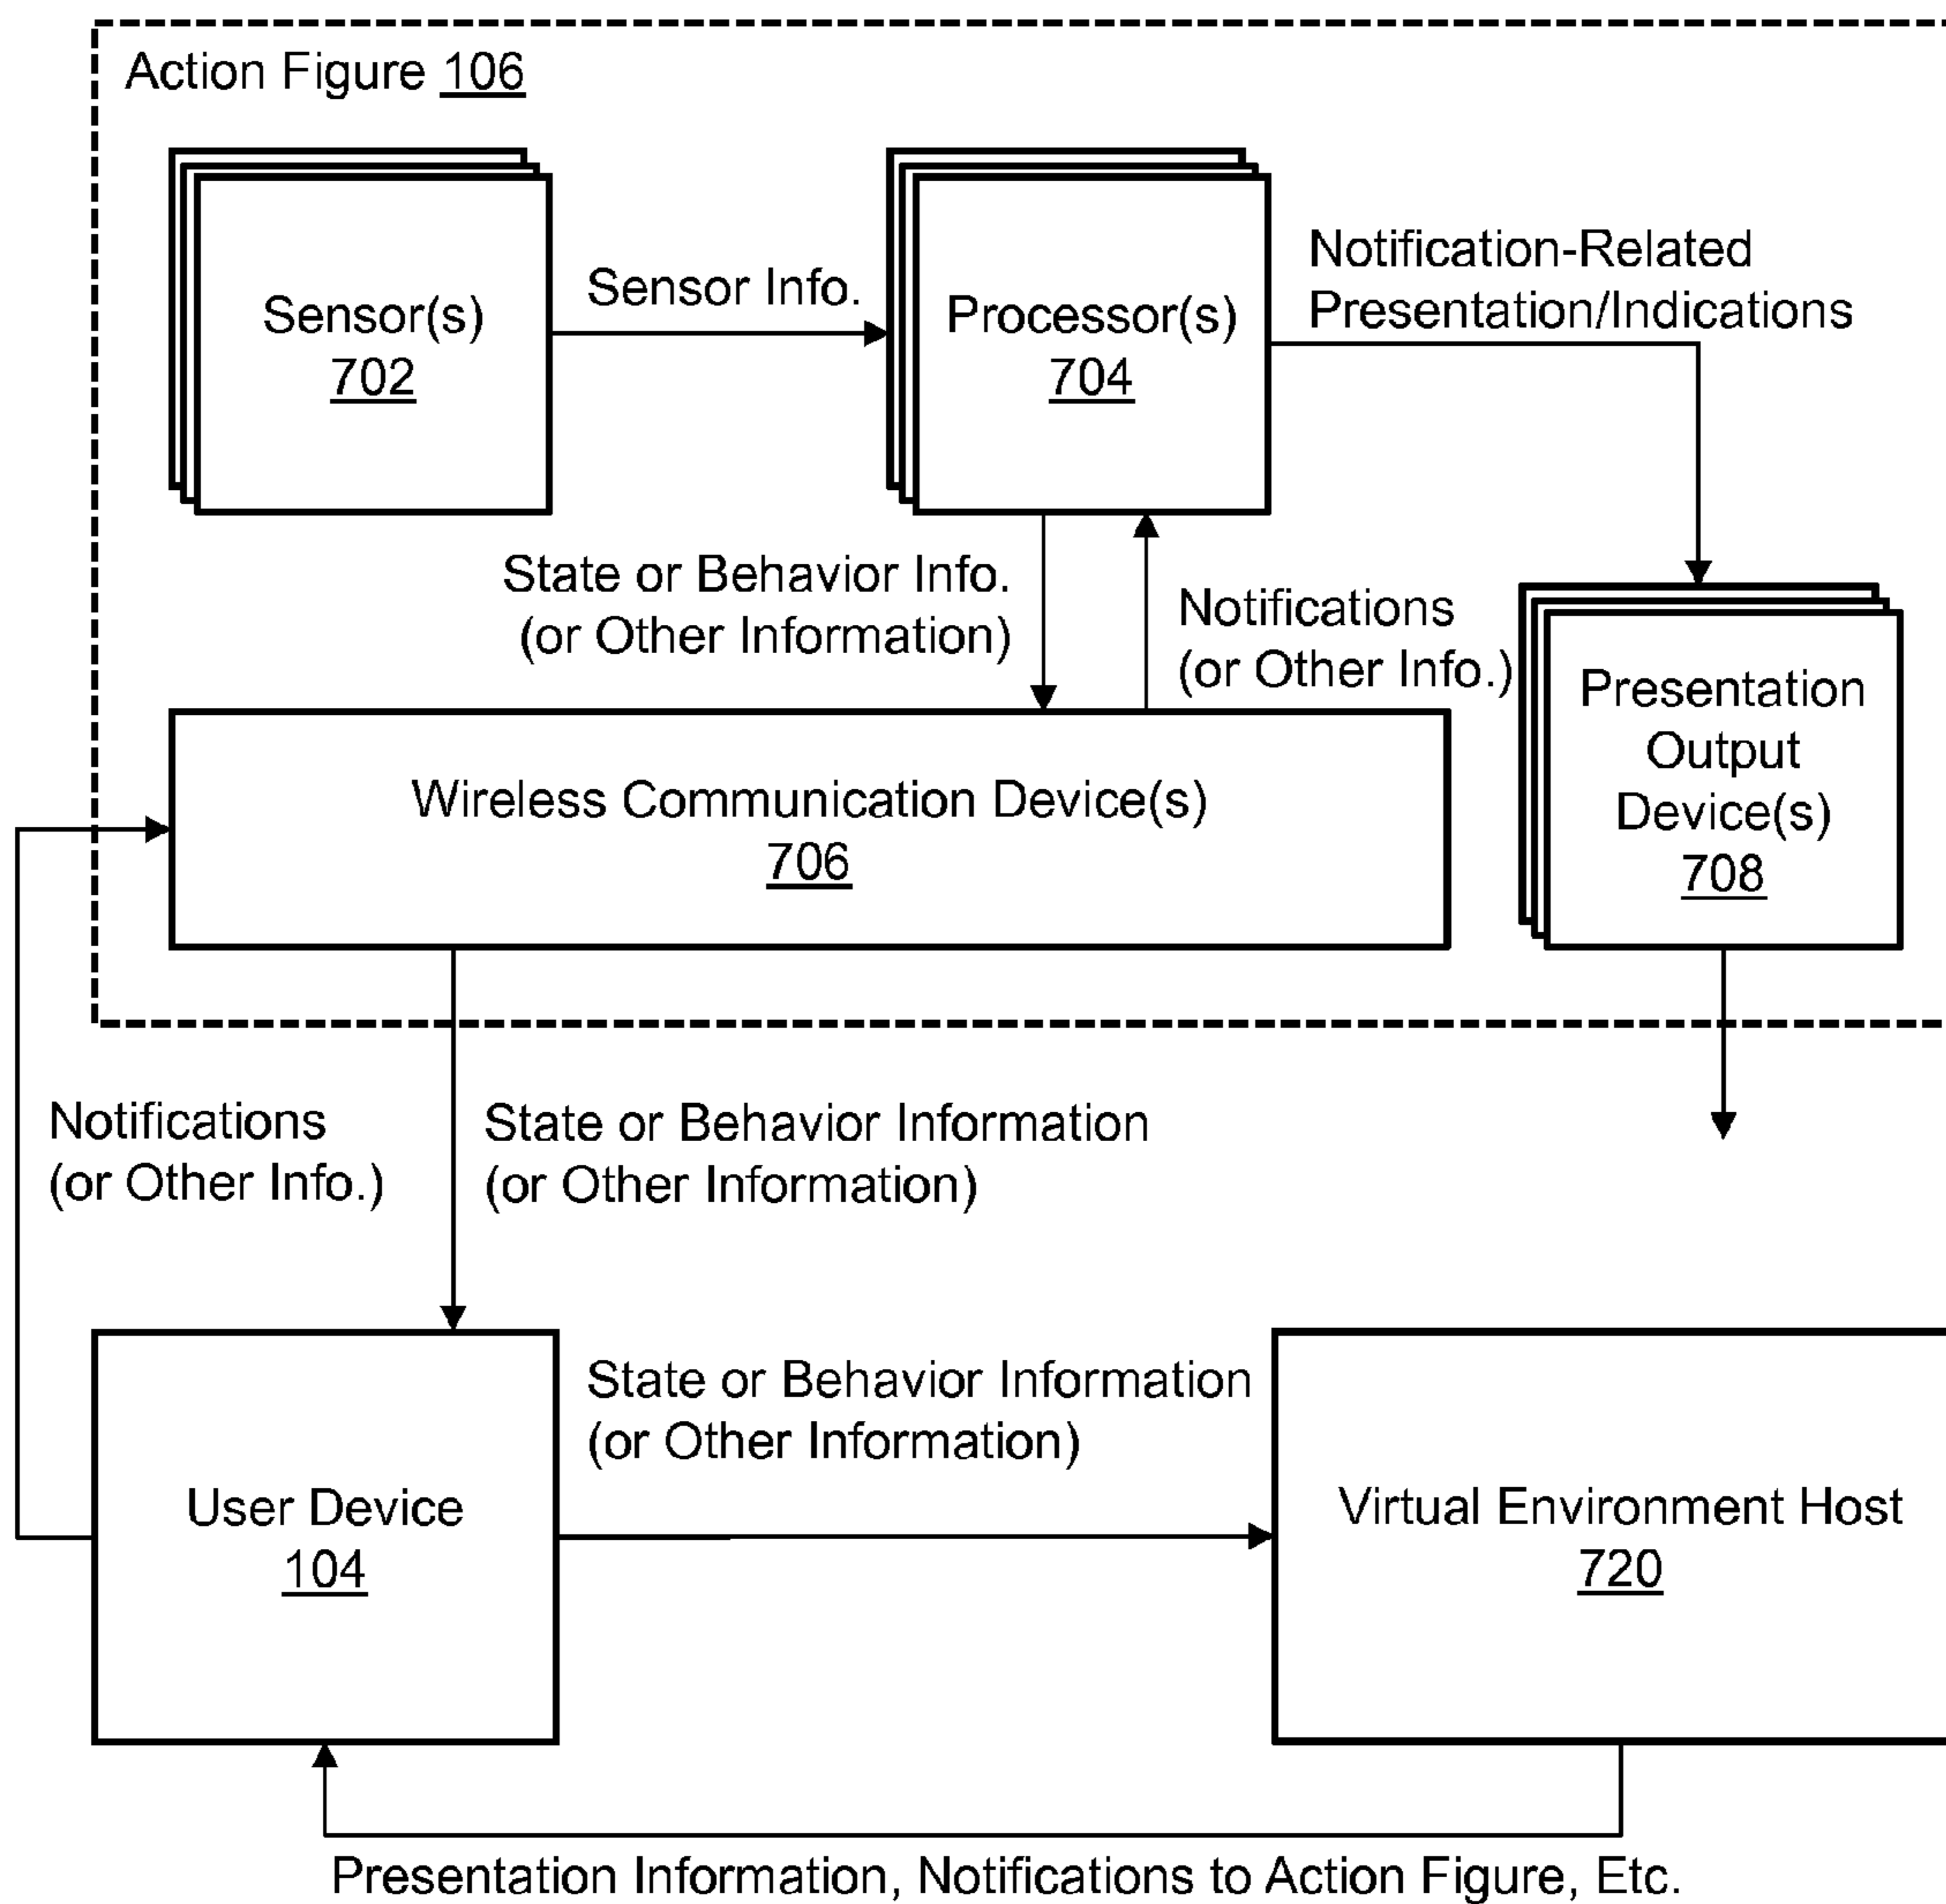 Action Figure 106
Sensor(s)
702
Sensor Info.
Processor(s)
704
Notification-Related
Presentation/Indications
State or Behavior Info.
(or Other Information)
Notifications
(or Other Info.)
Presentation
Output
Device(s)
708
Wireless Communication Device(s)
706
Notifications
(or Other Info.)
State or Behavior Information
(or Other Information)
User Device
104
State or Behavior Information
(or Other Information)
Virtual Environment Host
720
Presentation Information, Notifications to Action Figure, Etc.